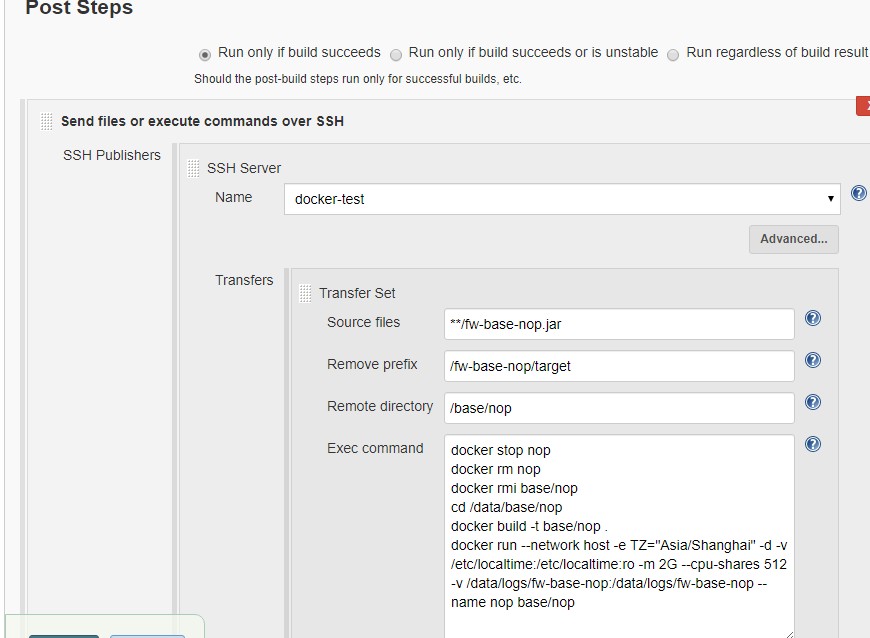 Post Steps
Run only if build succeeds Run only if build succeeds or is unstable Run regardless of build result
Should the post-build steps run only for successful builds, etc.
Send files or execute commands over SSH
SSH Publishers
SSH Server
Name docker-test
Advanced...
Transfers
Transfer Set
Source files **/fw-base-nop.jar
Remove prefix /fw-base-nop/target
Remote directory /base/nop
Exec command
docker stop nop
docker rm nop
docker rmi base/nop
cd /data/base/nop
docker build -t base/nop .
docker run --network host -e TZ="Asia/Shanghai" -d -v
/etc/localtime:/etc/localtime:ro -m 2G --cpu-shares 512
-v /data/logs/fw-base-nop:/data/logs/fw-base-nop --
name nop base/nop